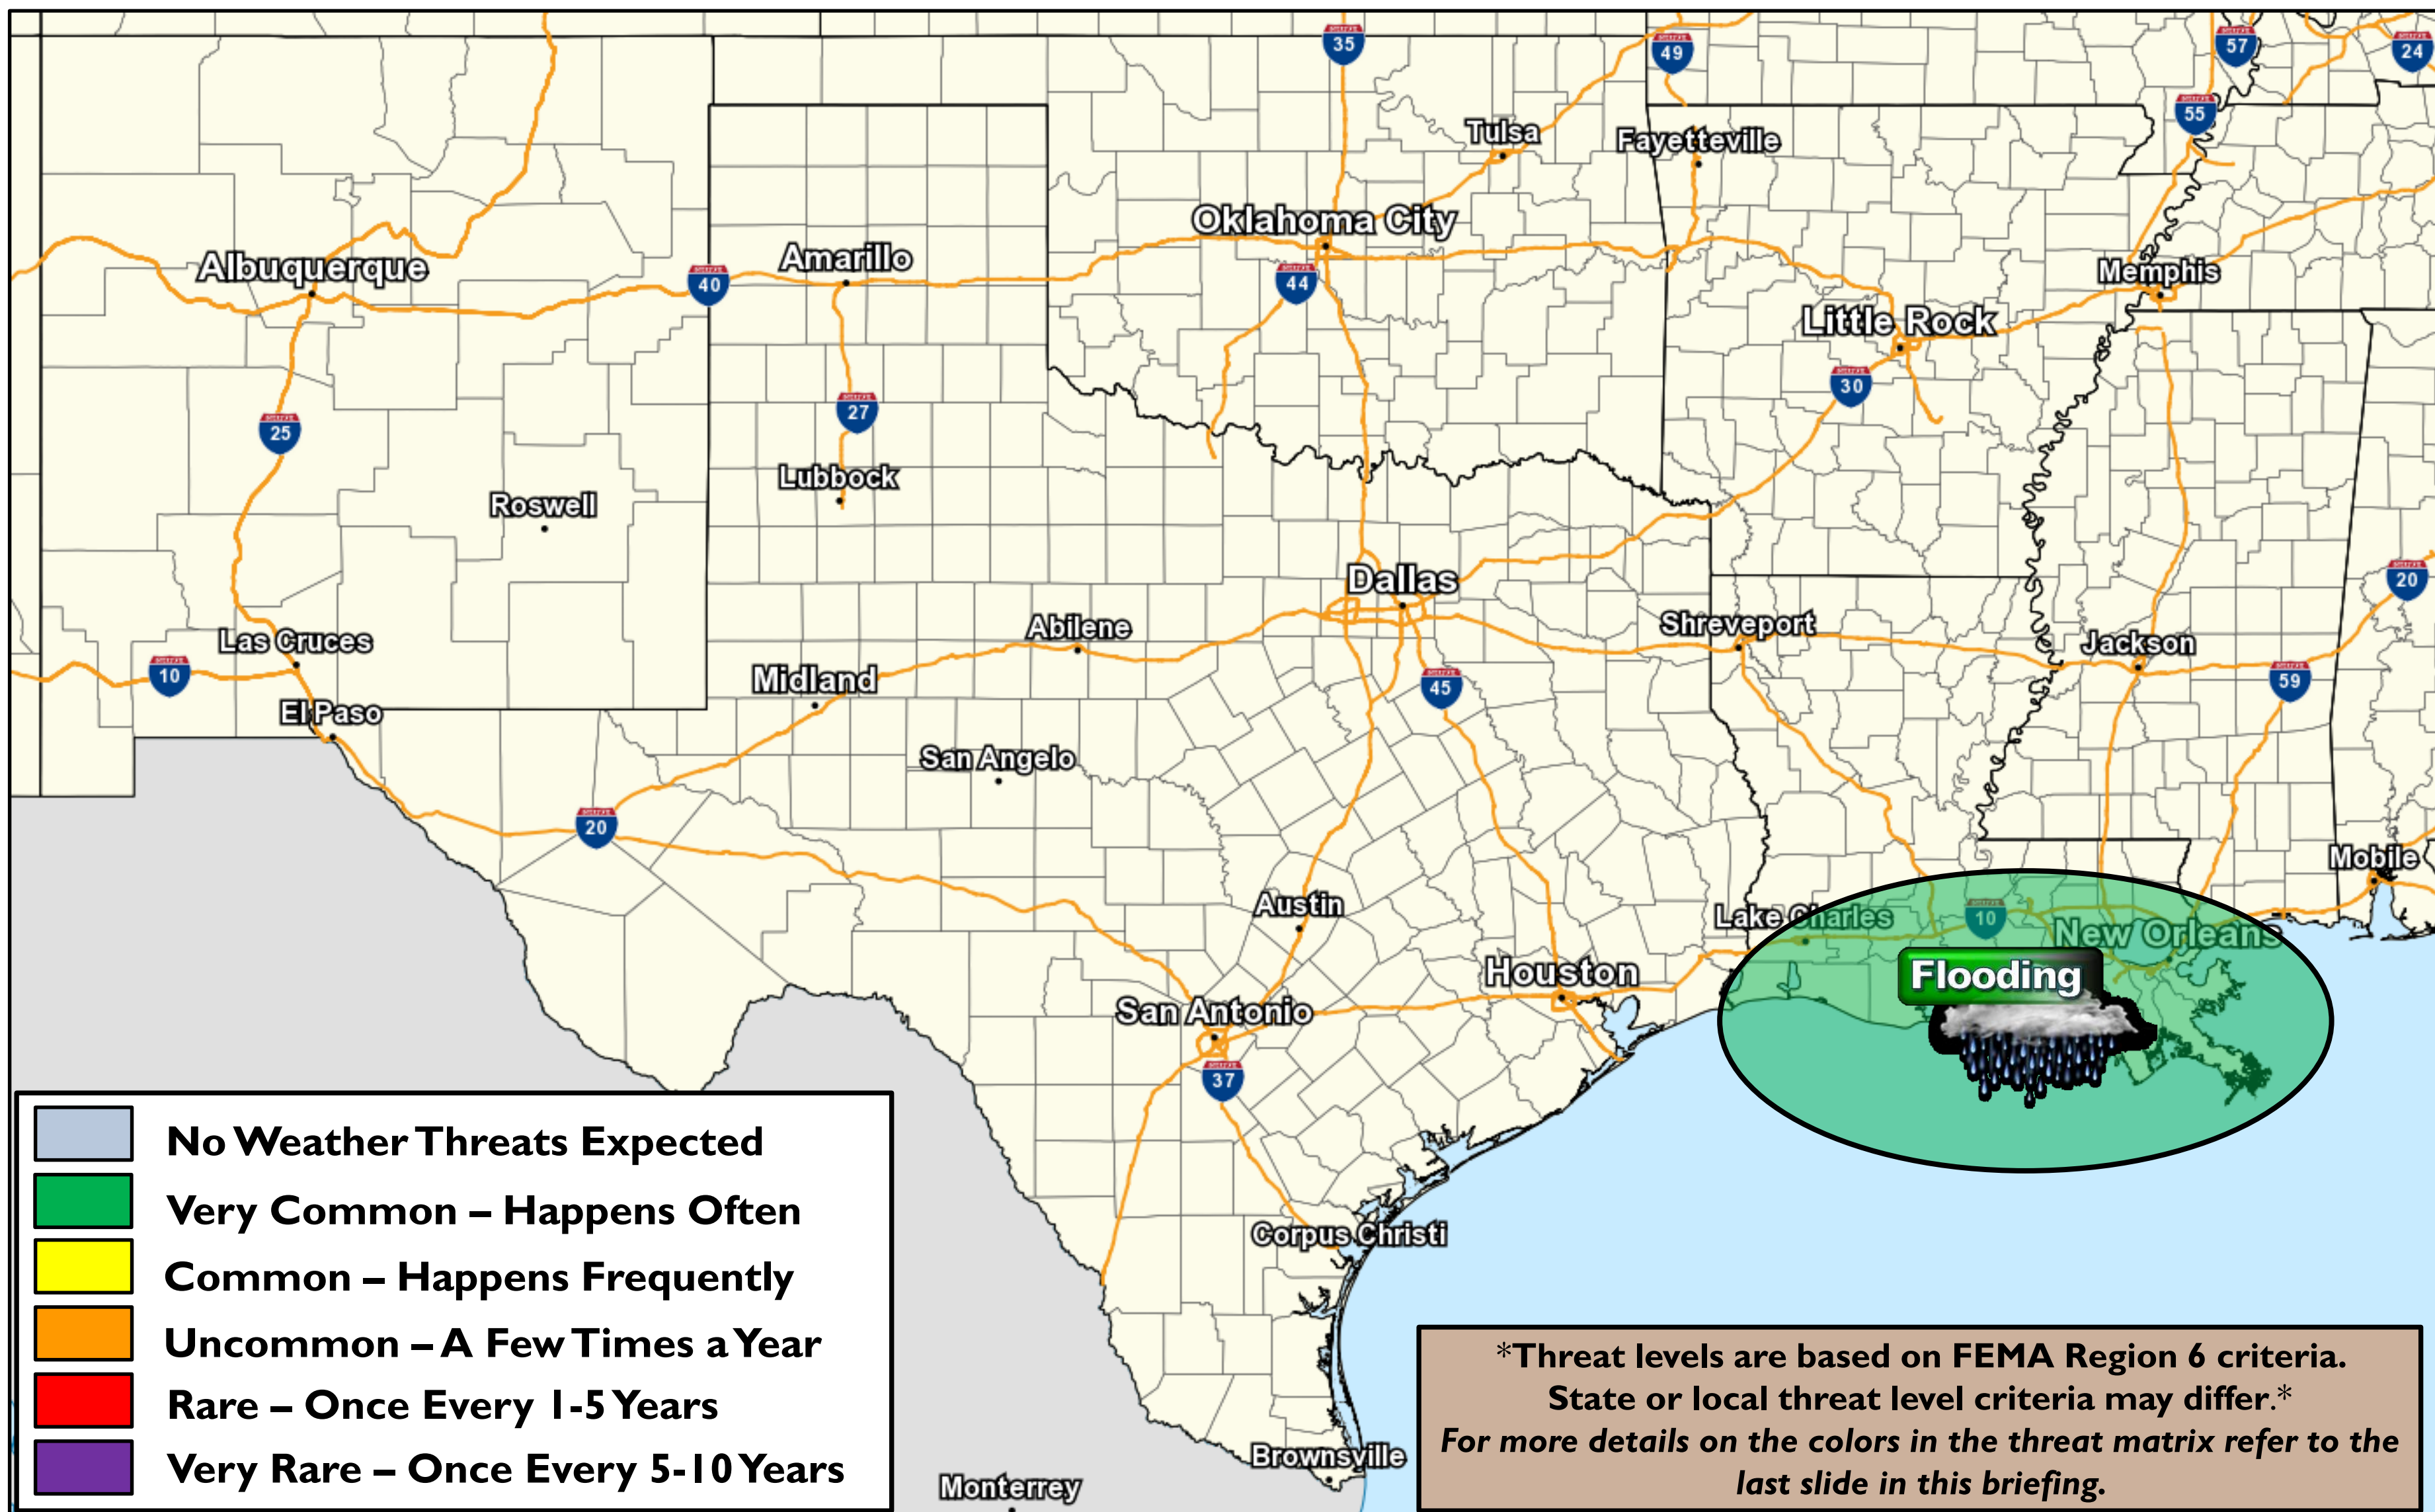 35
49
57
24
55
Tulsa
Fayetteville
Oklahoma City
Albuquerque
Amarillo
40
44
Memphis
Little Rock
30
27
25
Lubbock
Roswell
Dallas
20
Abilene
Shreveport
Las Cruces
Jackson
10
Midland
45
59
El Paso
San Angelo
20
Mobile
Austin
Lake Charles
10
New Orleans
Houston
Flooding
San Antonio
37
Corpus Christi
Brownsville
Monterrey
No Weather Threats Expected
Very Common – Happens Often
Common – Happens Frequently
Uncommon – A Few Times a Year
Rare – Once Every 1-5 Years
Very Rare – Once Every 5-10 Years
*Threat levels are based on FEMA Region 6 criteria.
State or local threat level criteria may differ.*
For more details on the colors in the threat matrix refer to the
last slide in this briefing.